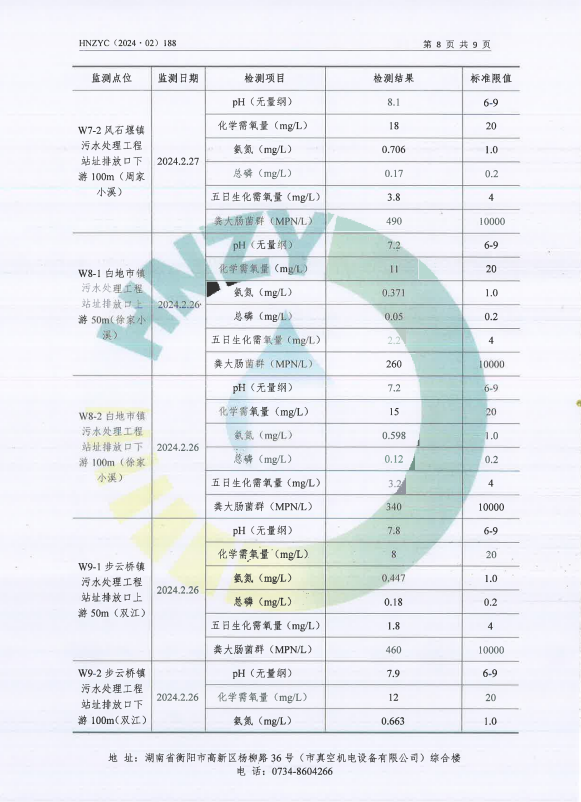 HNZYC（2024・02）188
第 8 页 共 9 页
监测点位 监测日期 检测项目 检测结果 标准限值
W7-2 风石堰镇
污水处理工程
站址排放口下
游100m（周家
小溪）
2024.2.27
pH（无量纲） 8.1 6-9
化学需氧量（mg/L） 18 20
氨氮（mg/L） 0.706 1.0
总磷（mg/L） 0.17 0.2
五日生化需氧量（mg/L） 3.8 4
粪大肠菌群（MPN/L） 490 10000
W8-1 白地市镇
污水处理工程
站址排放口上
游50m（徐家小
溪）
2024.2.26
pH（无量纲） 7.2 6-9
化学需氧量（mg/L） 11 20
氨氮（mg/L） 0.371 1.0
总磷（mg/L） 0.05 0.2
五日生化需氧量（mg/L） 2.2 4
粪大肠菌群（MPN/L） 260 10000
W8-2 白地市镇
污水处理工程
站址排放口下
游100m（徐家
小溪）
2024.2.26
pH（无量纲） 7.2 6-9
化学需氧量（mg/L） 15 20
氨氮（mg/L） 0.598 1.0
总磷（mg/L） 0.12 0.2
五日生化需氧量（mg/L） 3.2 4
粪大肠菌群（MPN/L） 340 10000
W9-1 步云桥镇
污水处理工程
站址排放口上
游50m（双江）
2024.2.26
pH（无量纲） 7.8 6-9
化学需氧量（mg/L） 8 20
氨氮（mg/L） 0.447 1.0
总磷（mg/L） 0.18 0.2
五日生化需氧量（mg/L） 1.8 4
粪大肠菌群（MPN/L） 460 10000
W9-2 步云桥镇
污水处理工程
站址排放口下
游100m（双江）
2024.2.26
pH（无量纲） 7.9 6-9
化学需氧量（mg/L） 12 20
氨氮（mg/L） 0.663 1.0
HNZY
地 址：湖南省衡阳市高新区杨柳路 36 号（市真空机电设备有限公司）综合楼
电 话：0734-8604266